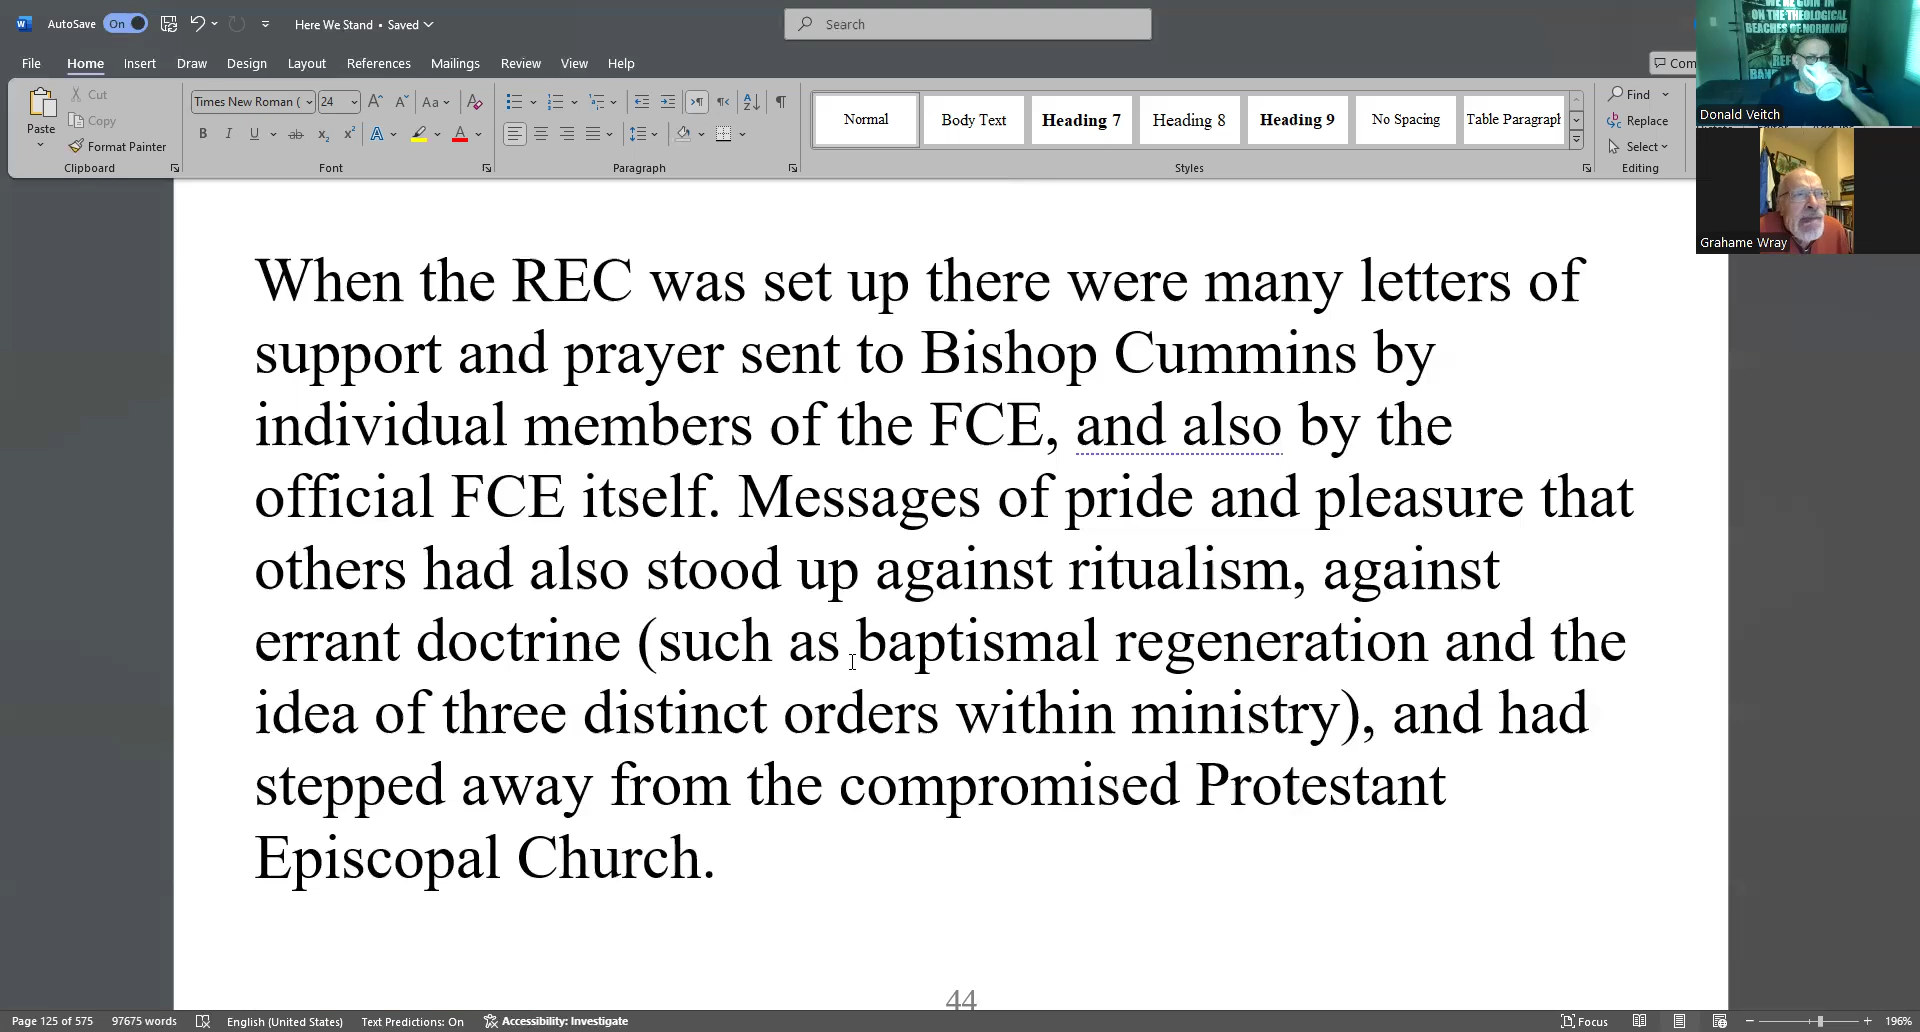 AutoSave On Here We Stand • Saved Search
File Home Insert Draw Design Layout References Mailings Review View Help Com
Paste Cut Copy Format Painter Clipboard
Times New Roman ( 24 Font
Paragraph
Normal Body Text Heading 7 Heading 8 Heading 9 No Spacing Table Paragraph Styles
Find Replace Select Editing
ON THE THEOLOGICAL
BEACHES OF NORMAND
Donald Veitch
Grahame Wray
When the REC was set up there were many letters of
support and prayer sent to Bishop Cummins by
individual members of the FCE, and also by the
official FCE itself. Messages of pride and pleasure that
others had also stood up against ritualism, against
errant doctrine (such as baptismal regeneration and the
idea of three distinct orders within ministry), and had
stepped away from the compromised Protestant
Episcopal Church.
44
Page 125 of 575 97675 words English (United States) Text Predictions: On Accessibility: Investigate Focus 196%